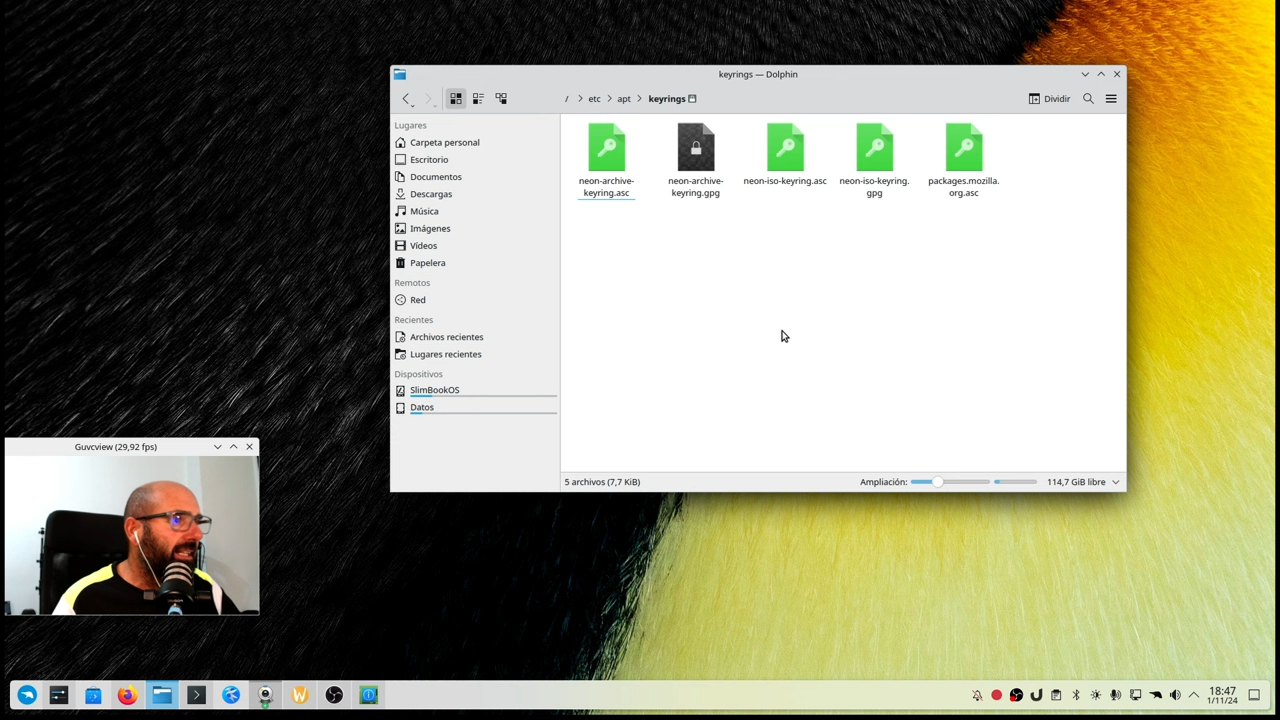 keyrings — Dolphin
/ etc apt keyrings
Dividir
Lugares
Carpeta personal
Escritorio
Documentos
Descargas
Música
Imágenes
Vídeos
Papelera
Remotos
Red
Recientes
Archivos recientes
Lugares recientes
Dispositivos
SlimBookOS
Datos
neon-archive-
keyring.asc
neon-archive-
keyring.gpg
neon-iso-keyring.asc
neon-iso-keyring.
gpg
packages.mozilla.
org.asc
5 archivos (7,7 KiB)
Ampliación:
114,7 GiB libre
Guvcview (29,92 fps)
18:47
1/11/24